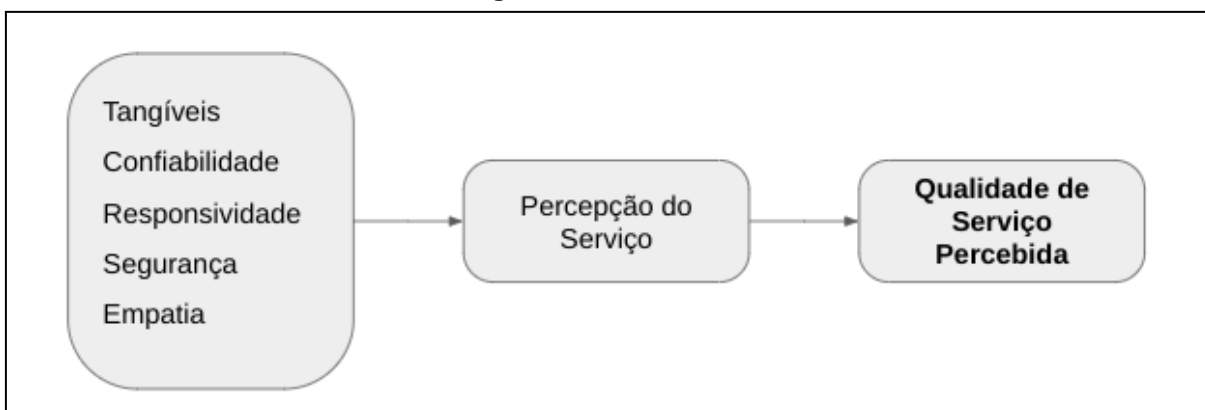 Tangíveis
Confiabilidade
Responsividade
Segurança
Empatia
Percepção do
Serviço
Qualidade de
Serviço
Percebida